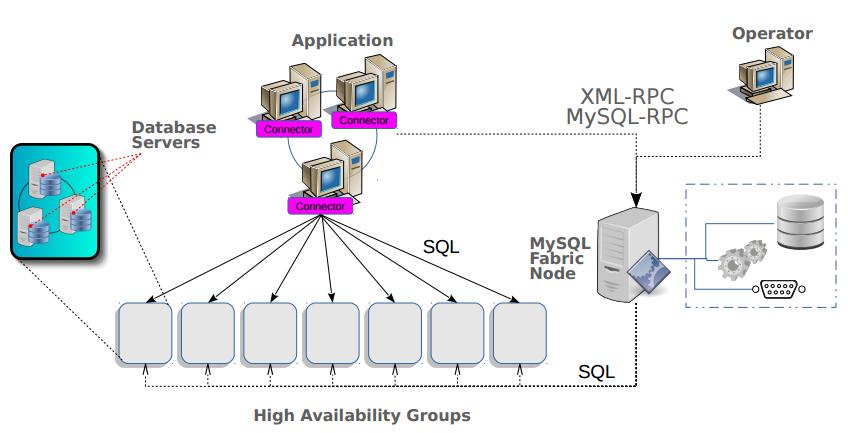 Application
Operator
XML-RPC
MySQL-RPC
Database
Servers
Connector
Connector
Connector
SQL
MySQL
Fabric
Node
SQL
High Availability Groups